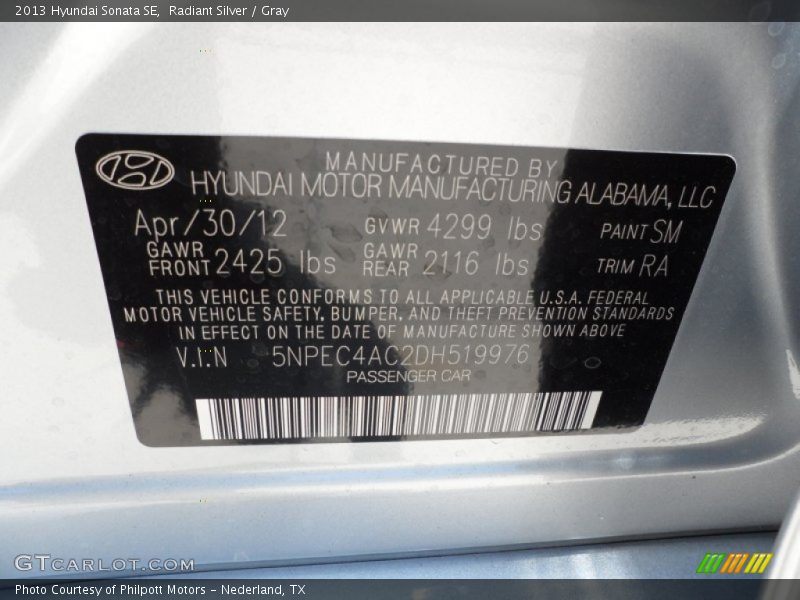 2013 Hyundai Sonata SE, Radiant Silver / Gray
MANUFACTURED BY
HYUNDAI MOTOR MANUFACTURING ALABAMA, LLC
Apr/30/12 GVWR 4299 lbs PAINT SM
GAWR FRONT 2425 lbs GAWR REAR 2116 lbs TRIM RA
THIS VEHICLE CONFORMS TO ALL APPLICABLE U.S.A. FEDERAL
MOTOR VEHICLE SAFETY, BUMPER, AND THEFT PREVENTION STANDARDS
IN EFFECT ON THE DATE OF MANUFACTURE SHOWN ABOVE
V.I.N 5NPEC4AC2DH519976
PASSENGER CAR
GTCARLOT.COM
Photo Courtesy of Philpott Motors - Nederland, TX